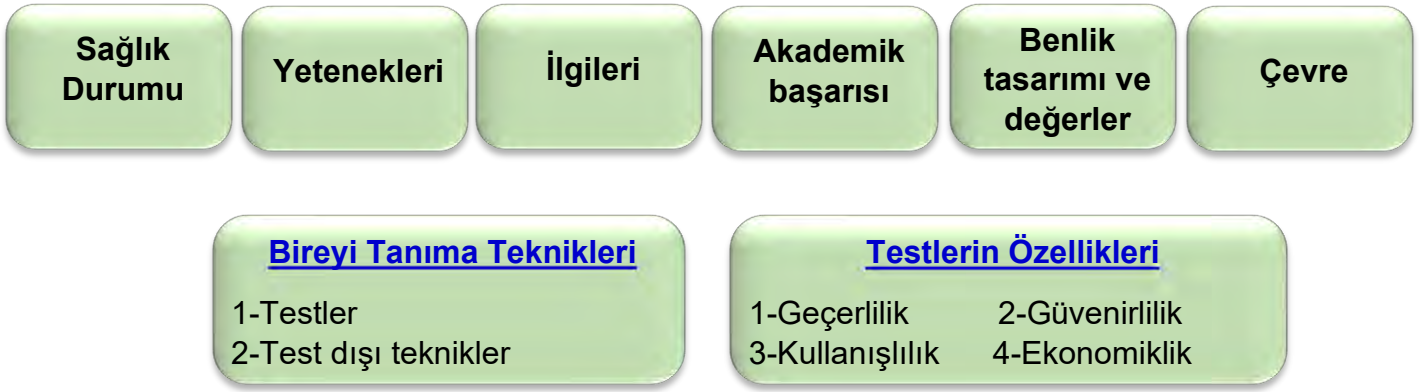 Sağlık
Durumu
Yetenekleri
İlgileri
Akademik
başarısı
Benlik
tasarımı ve
değerler
Çevre
Bireyi Tanıma Teknikleri
1-Testler
2-Test dışı teknikler
Testlerin Özellikleri
1-Geçerlilik 2-Güvenirlilik
3-Kullanışlılık 4-Ekonomiklik